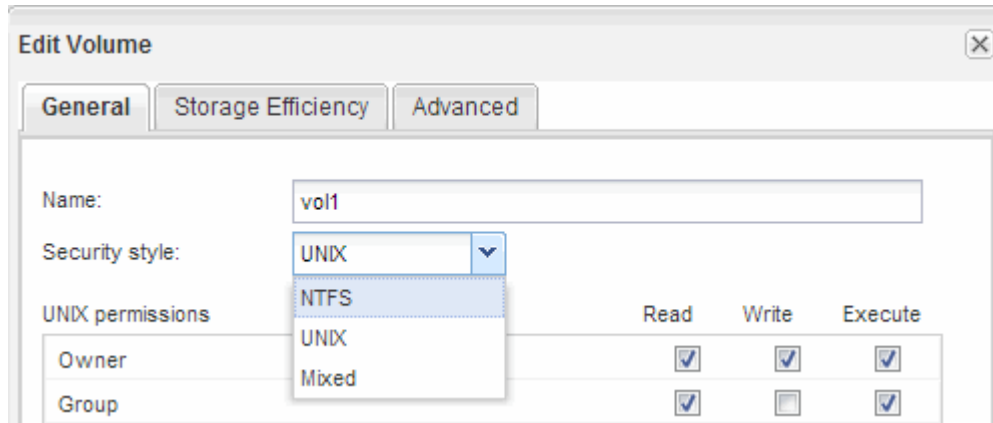 Edit Volume
General Storage Efficiency Advanced
Name: vol1
Security style: UNIX
NTFS
UNIX permissions Read Write Execute
UNIX
Owner
Mixed
Group